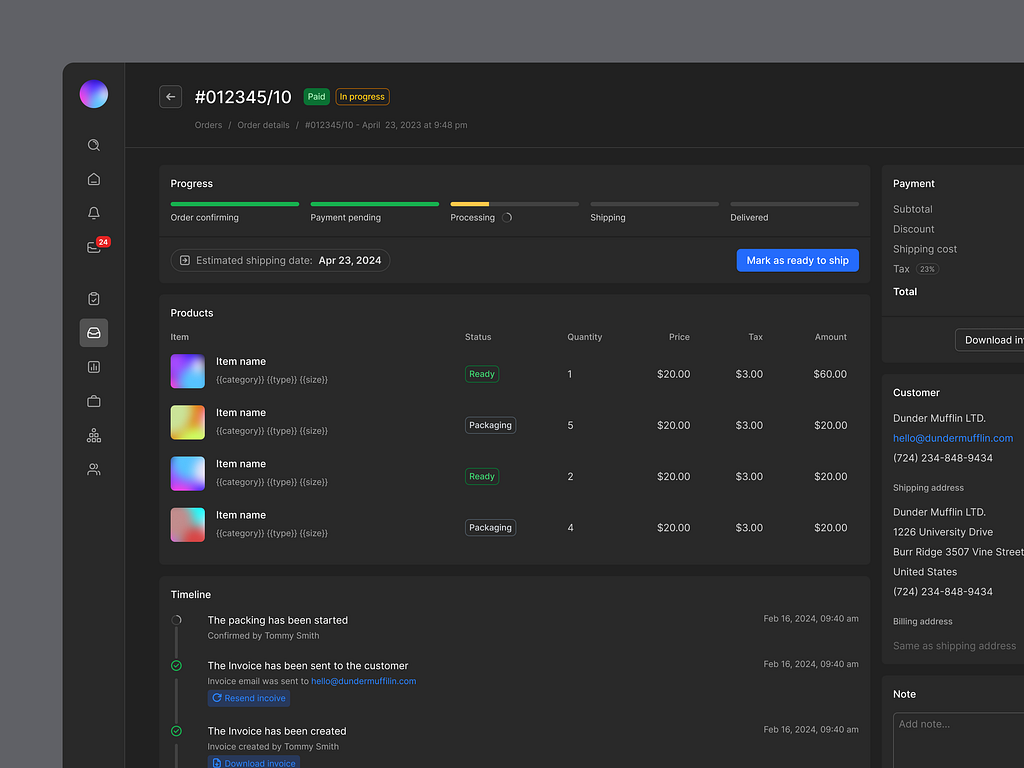 #012345/10 Paid In progress
Orders / Order details / #012345/10 - April 23, 2023 at 9:48 pm
24
Progress
Order confirming Payment pending Processing Shipping Delivered
Estimated shipping date: Apr 23, 2024 Mark as ready to ship
Products
Item Status Quantity Price Tax Amount
Item name
{{category}} {{type}} {{size}} Ready 1 $20.00 $3.00 $60.00
Item name
{{category}} {{type}} {{size}} Packaging 5 $20.00 $3.00 $20.00
Item name
{{category}} {{type}} {{size}} Ready 2 $20.00 $3.00 $20.00
Item name
{{category}} {{type}} {{size}} Packaging 4 $20.00 $3.00 $20.00
Timeline
The packing has been started Feb 16, 2024, 09:40 am
Confirmed by Tommy Smith
The Invoice has been sent to the customer Feb 16, 2024, 09:40 am
Invoice email was sent to hello@dundermuffilin.com
Resend incoive
The Invoice has been created Feb 16, 2024, 09:40 am
Invoice created by Tommy Smith
Download invoice
Payment
Subtotal
Discount
Shipping cost
Tax 23%
Total
Download inv
Customer
Dunder Mufflin LTD.
hello@dundermufflin.com
(724) 234-848-9434
Shipping address
Dunder Mufflin LTD.
1226 University Drive
Burr Ridge 3507 Vine Street
United States
(724) 234-848-9434
Billing address
Same as shipping address
Note
Add note...